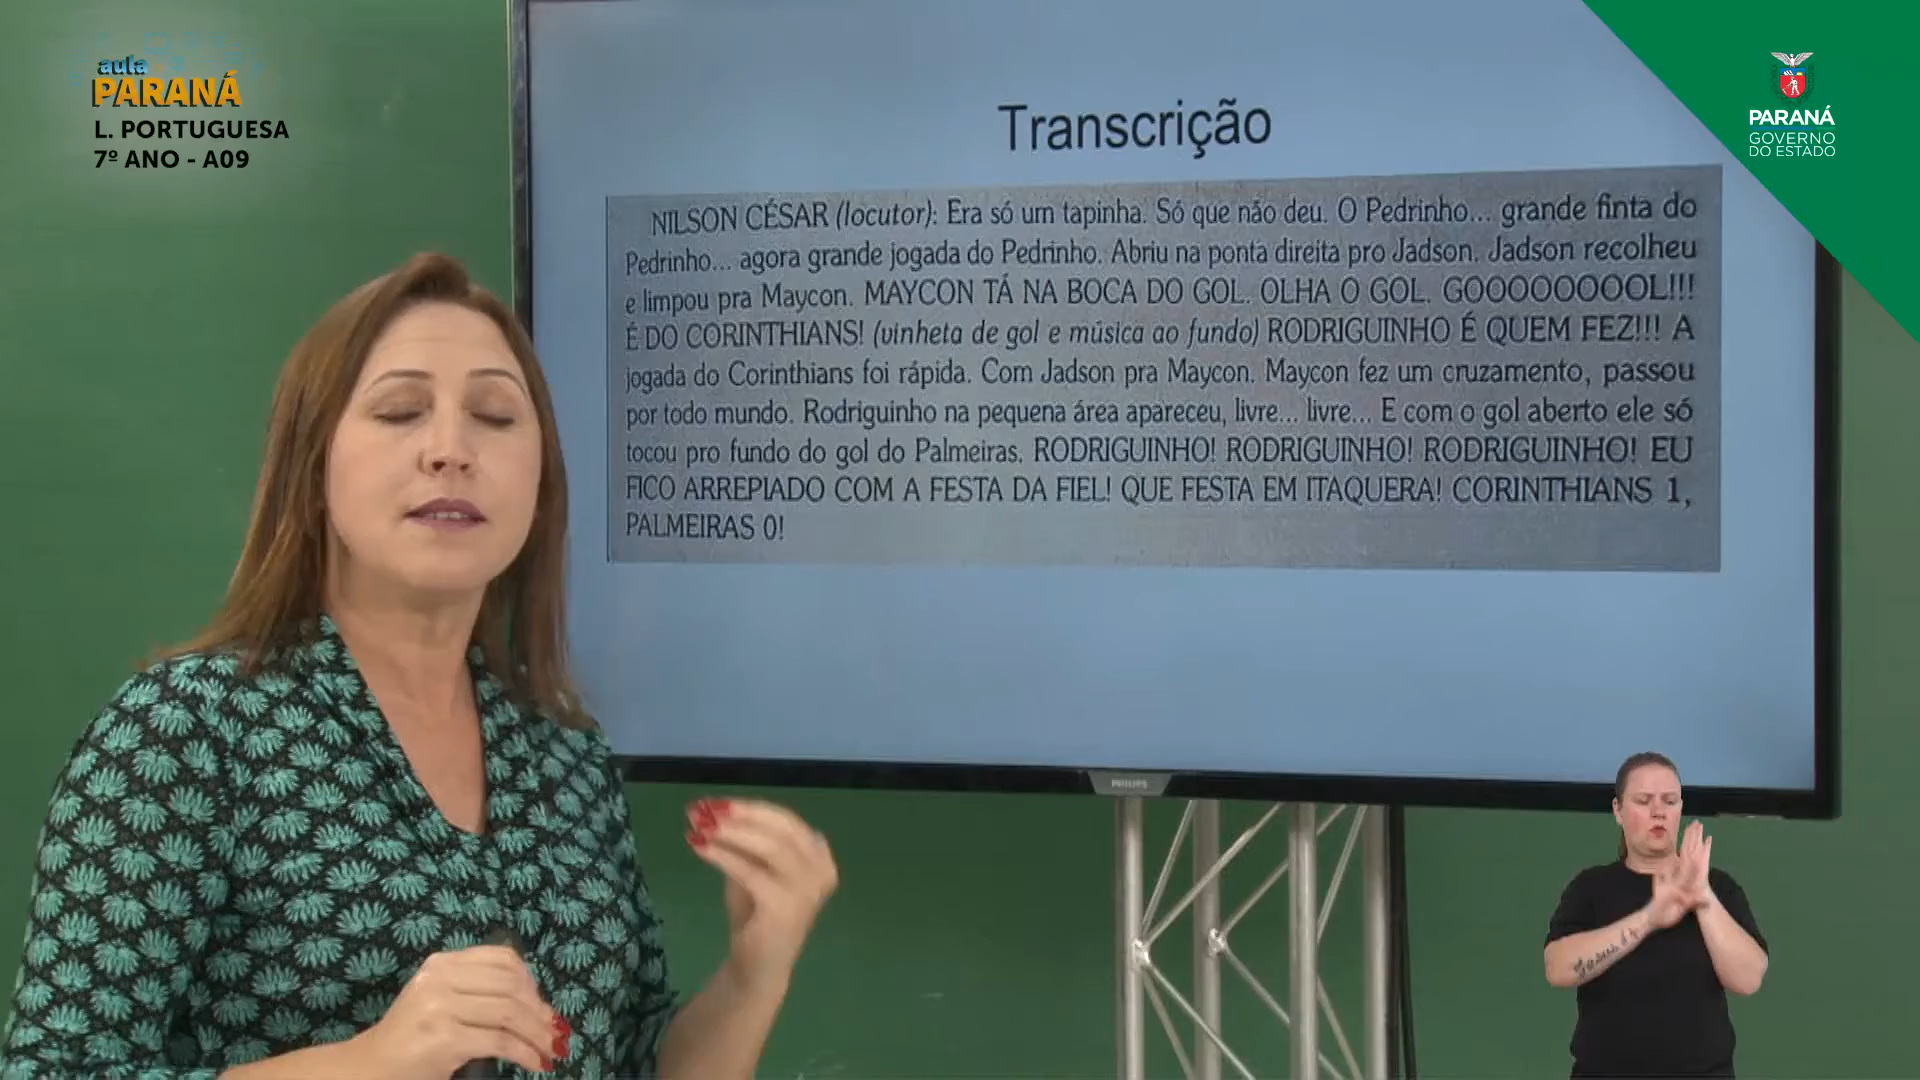 aula
PARANÁ
L. PORTUGUESA
7º ANO - A09
PARANÁ
GOVERNO
DO ESTADO
Transcrição
NILSON CÉSAR (locutor): Era só um tapinha. Só que não deu. O Pedrinho... grande finta do
Pedrinho... agora grande jogada do Pedrinho. Abriu na ponta direita pro Jadson. Jadson recolheu
e limpou pra Maycon. MAYCON TÁ NA BOCA DO GOL. OLHA O GOL. GOOOOOOOOL!!!
É DO CORINTHIANS! (vinheta de gol e música ao fundo) RODRIGUINHO É QUEM FEZ!!! A
jogada do Corinthians foi rápida. Com Jadson pra Maycon. Maycon fez um cruzamento, passou
por todo mundo. Rodriguinho na pequena área apareceu, livre... livre... E com o gol aberto ele só
tocou pro fundo do gol do Palmeiras. RODRIGUINHO! RODRIGUINHO! RODRIGUINHO! EU
FICO ARREPIADO COM A FESTA DA FIEL! QUE FESTA EM ITAQUERA! CORINTHIANS 1,
PALMEIRAS 0!
PHILIPS